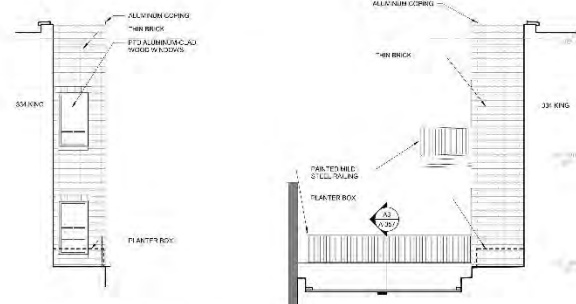 ALUMINUM COPING
THIN BRICK
PTD ALUMINUM-CLAD
WOOD WINDOWS
334 KING
PLANTER BOX
ALUMINUM COPING
THIN BRICK
331 KING
PAINTED MILD
STEEL RAILING
PLANTER BOX
A3
A-357